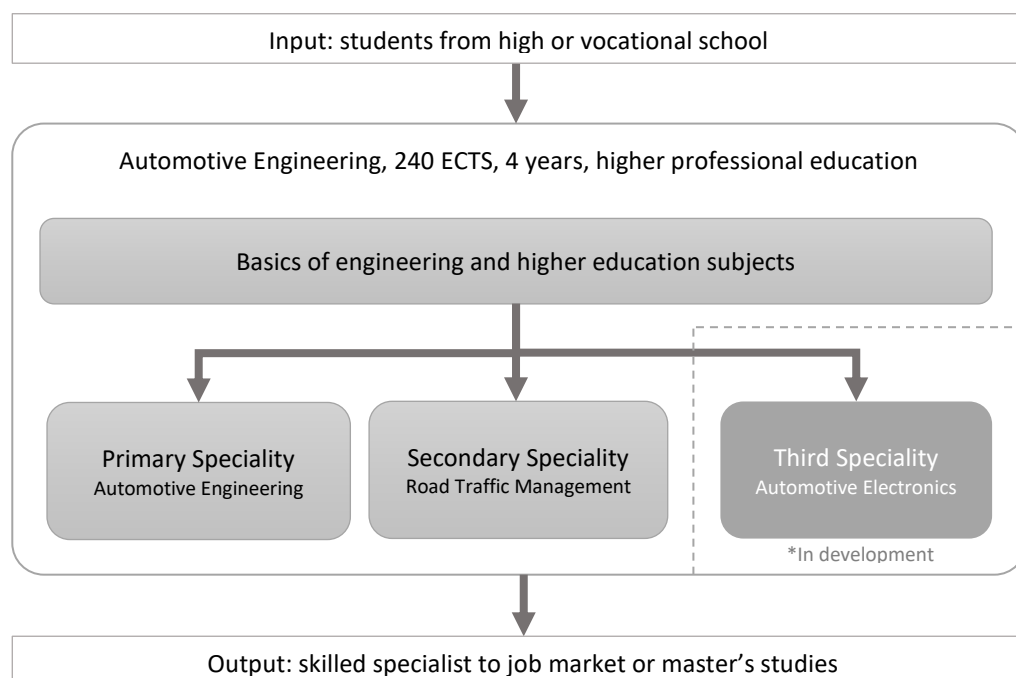 Input: students from high or vocational school
Automotive Engineering, 240 ECTS, 4 years, higher professional education
Basics of engineering and higher education subjects
Primary Speciality
Automotive Engineering
Secondary Speciality
Road Traffic Management
Third Speciality
Automotive Electronics
*In development
Output: skilled specialist to job market or master’s studies